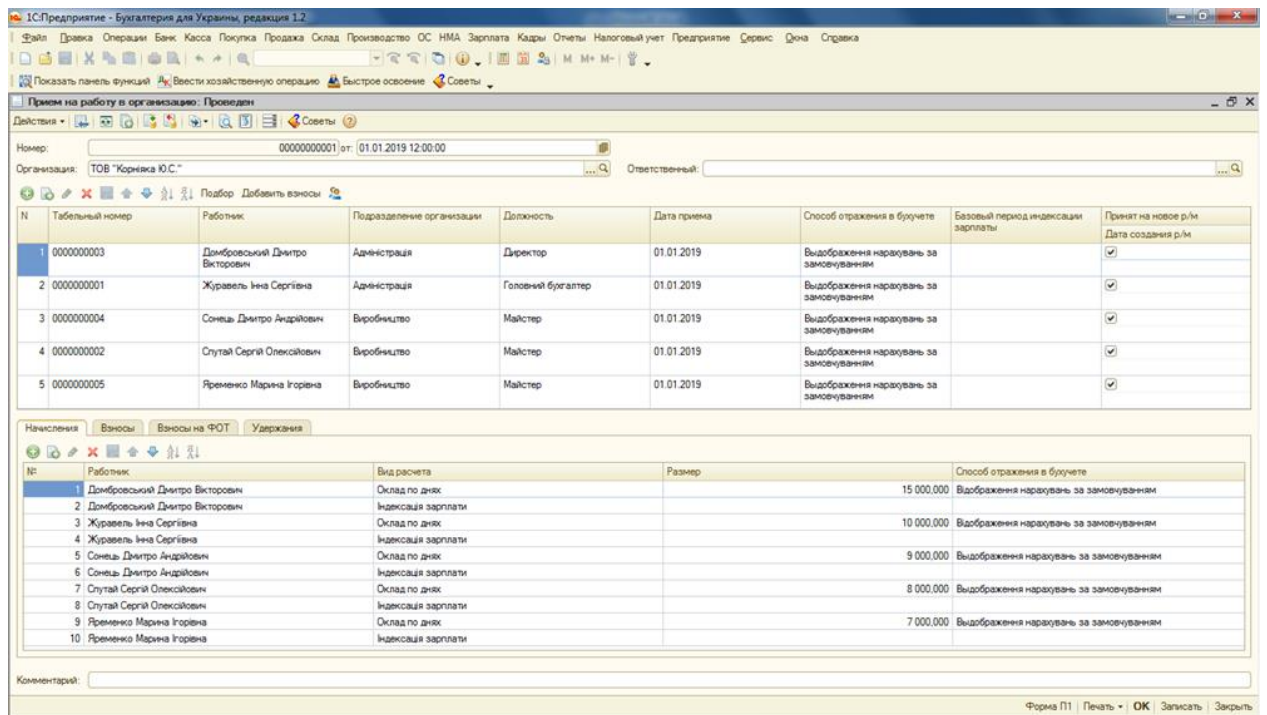 1С:Предприятие - Бухгалтерия для Украины, редакция 1.2
Файл Правка Операции Банк Касса Покупка Продажа Склад Производство ОС НМА Зарплата Кадры Отчеты Налоговый учет Предприятие Сервис Окна Справка
M M+ M-
Показать панель функций Ввести хозяйственную операцию Быстрое освоение Советы
Прием на работу в организацию: Проведен
Действия Советы
Номер: 00000000001 от: 01.01.2019 12:00:00
Организация: ТОВ "Корніяка Ю.С." ... Ответственный: ...
Подбор Добавить взносы
N Табельный номер Работник Подразделение организации Должность Дата приема Способ отражения в бухучете Базовый период индексации Принят на новое р/м
зарплаты Дата создания р/м
1 0000000003 Домбровський Дмитро Адміністрація Директор 01.01.2019 Выдображення нарахувань за
Вікторович замовчуванням
2 0000000001 Журавель Інна Сергіївна Адміністрація Головний бухгалтер 01.01.2019 Выдображення нарахувань за
замовчуванням
3 0000000004 Сонець Дмитро Андрійович Виробництво Майстер 01.01.2019 Выдображення нарахувань за
замовчуванням
4 0000000002 Слутай Сергій Олексійович Виробництво Майстер 01.01.2019 Выдображення нарахувань за
замовчуванням
5 0000000005 Яременко Марина Ігорівна Виробництво Майстер 01.01.2019 Выдображення нарахувань за
замовчуванням
Начисления Взносы Взносы на ФОТ Удержания
№ Работник Вид расчета Размер Способ отражения в бухучете
1 Домбровський Дмитро Вікторович Оклад по днях 15 000,000 Відображення нарахувань за замовчуванням
2 Домбровський Дмитро Вікторович Індексація зарплати
3 Журавель Інна Сергіївна Оклад по днях 10 000,000 Відображення нарахувань за замовчуванням
4 Журавель Інна Сергіївна Індексація зарплати
5 Сонець Дмитро Андрійович Оклад по днях 9 000,000 Выдображення нарахувань за замовчуванням
6 Сонець Дмитро Андрійович Індексація зарплати
7 Слутай Сергій Олексійович Оклад по днях 8 000,000 Выдображення нарахувань за замовчуванням
8 Слутай Сергій Олексійович Індексація зарплати
9 Яременко Марина Ігорівна Оклад по днях 7 000,000 Выдображення нарахувань за замовчуванням
10 Яременко Марина Ігорівна Індексація зарплати
Комментарий:
Форма П1 Печать OK Записать Закрыть